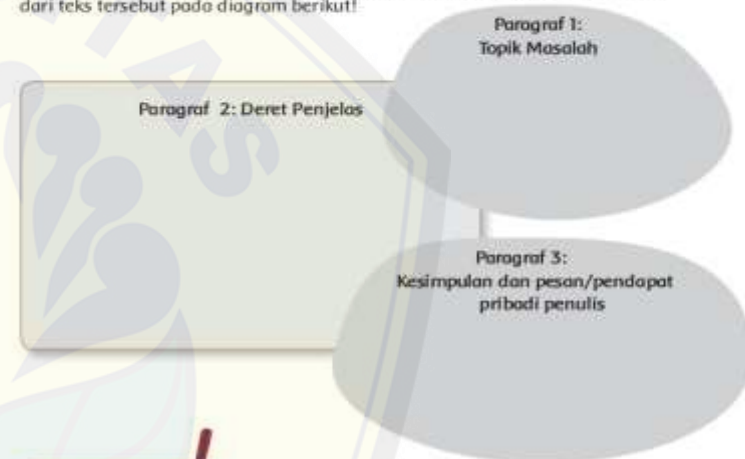 dari teks tersebut pada diagram berikut!
Paragraf 1:
Topik Masalah
Paragraf 2: Deret Penjelas
Paragraf 3:
Kesimpulan dan pesan/pendapat
pribadi penulis